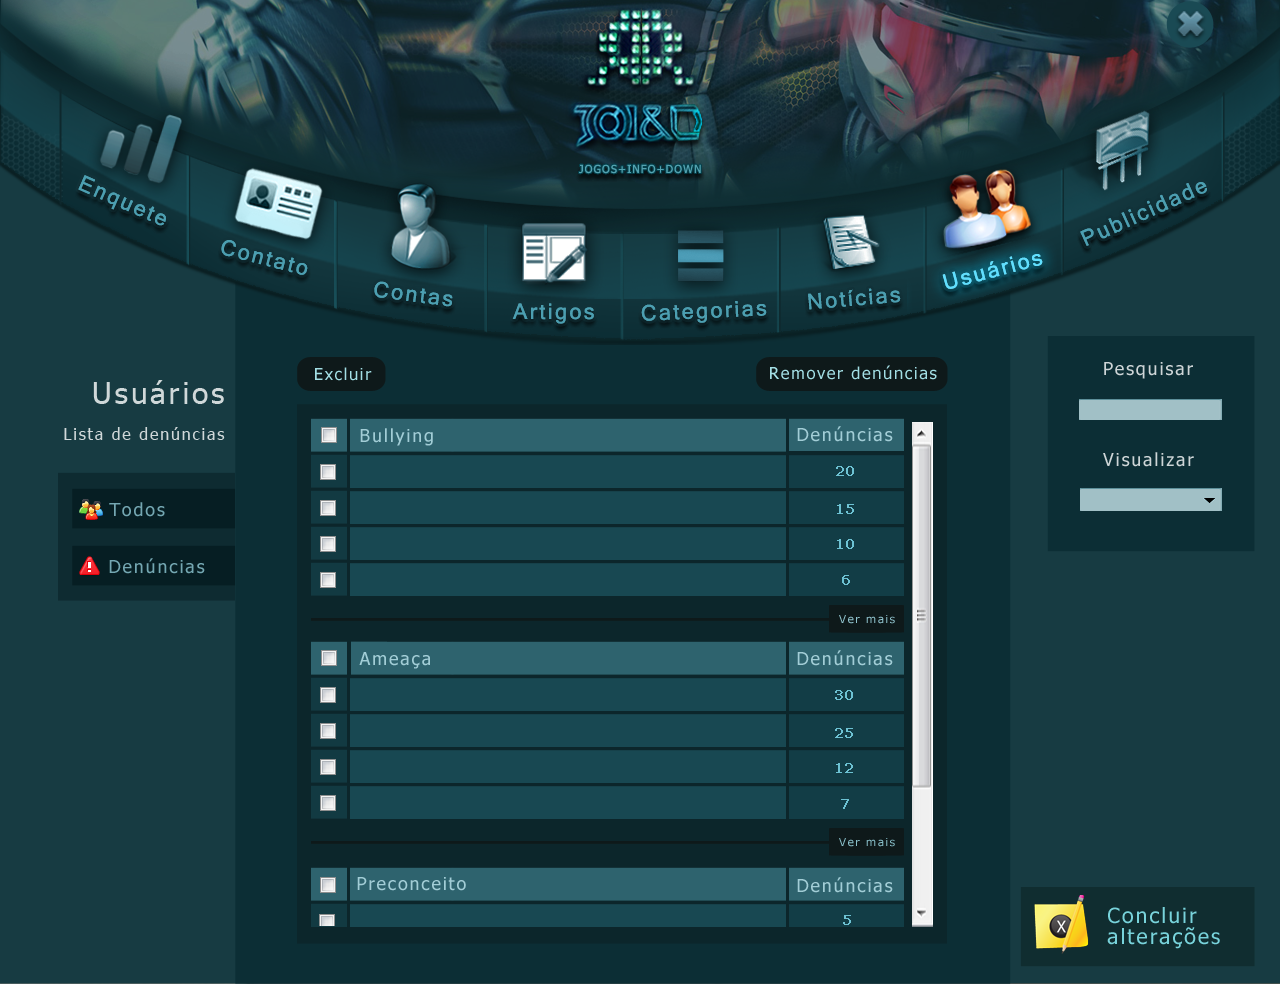 JOI&D
JOGOS+INFO+DOWN
Enquete
Contato
Contas
Artigos
Categorias
Notícias
Usuários
Publicidade
Usuários
Lista de denúncias
Todos
Denúncias
Excluir
Remover denúncias
Bullying Denúncias
20
15
10
6
Ver mais
Ameaça Denúncias
30
25
12
7
Ver mais
Preconceito Denúncias
5
Pesquisar
Visualizar
X
Concluir
alterações